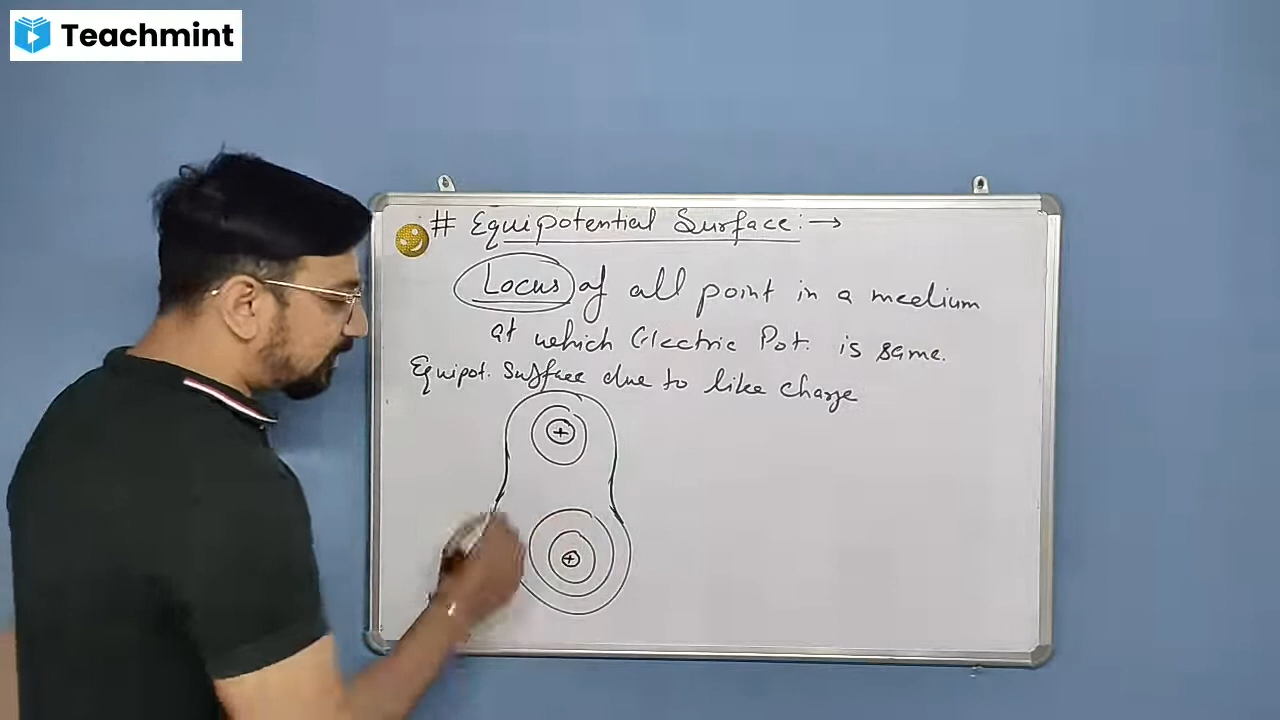 Teachmint
# Equipotential Surface:→
Locus of all point in a medium
at which Electric Pot. is same.
Equipot. Surface due to like charge
+
+